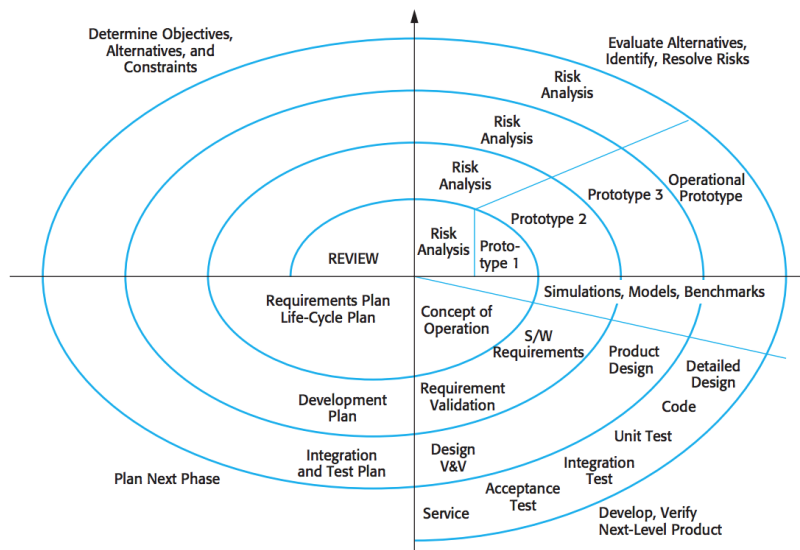 Determine Objectives,
Alternatives, and
Constraints
Evaluate Alternatives,
Identify, Resolve Risks
Risk
Analysis
Risk
Analysis
Risk
Analysis
Operational
Prototype
Prototype 3
Prototype 2
Risk
Analysis
Proto-
type 1
REVIEW
Simulations, Models, Benchmarks
Requirements Plan
Life-Cycle Plan
Concept of
Operation
S/W
Requirements
Product
Design
Detailed
Design
Development
Plan
Requirement
Validation
Code
Unit Test
Integration
and Test Plan
Design
V&V
Integration
Test
Plan Next Phase
Acceptance
Test
Service
Develop, Verify
Next-Level Product